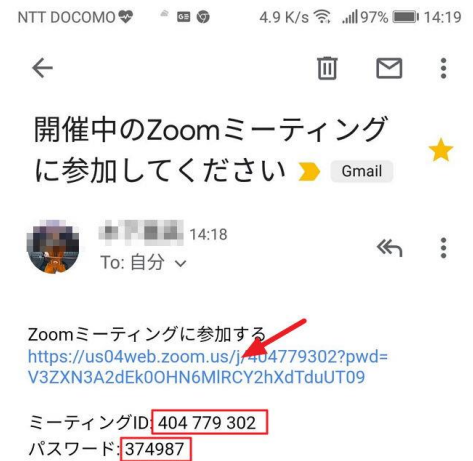 NTT DOCOMO 4.9 K/s 97% 14:19
開催中のZoomミーティング
に参加してください Gmail
14:18
To: 自分
Zoomミーティングに参加する
https://us04web.zoom.us/j/404779302?pwd=
V3ZXN3A2dEk0OHN6MlRCY2hXdTduUT09
ミーティングID: 404 779 302
パスワード: 374987